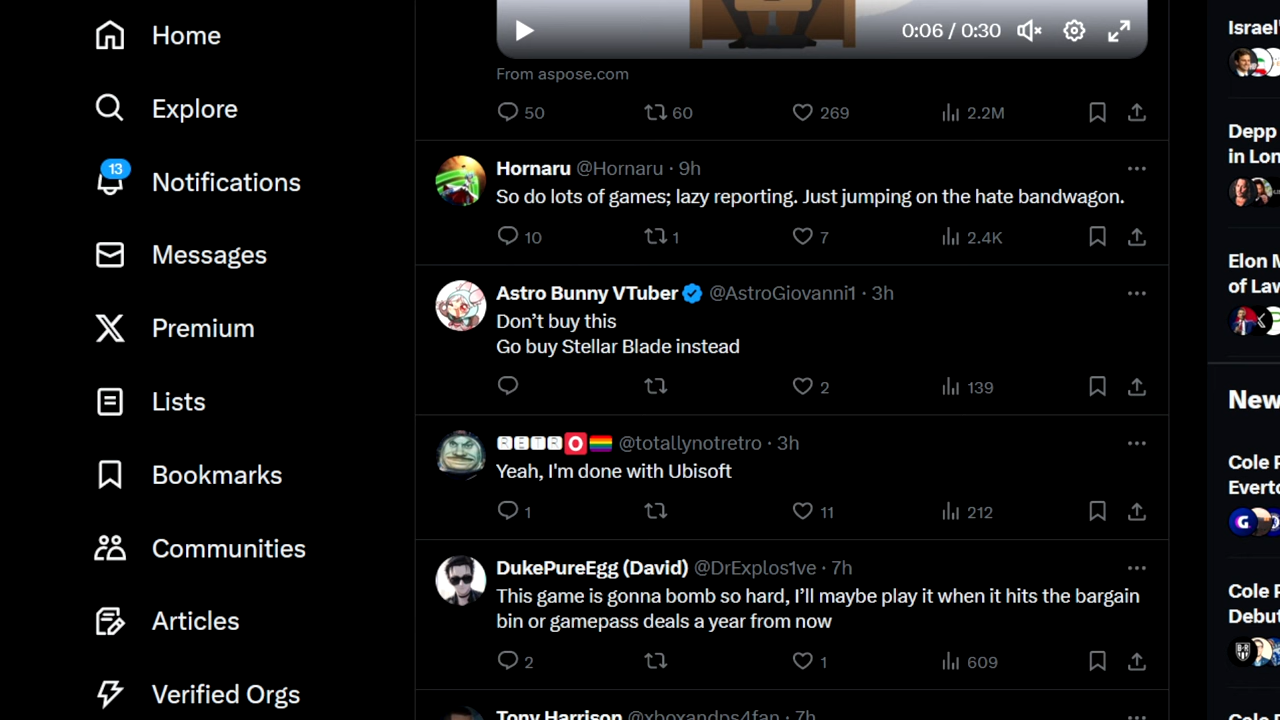 Home
Explore
13
Notifications
Messages
Premium
Lists
Bookmarks
Communities
Articles
Verified Orgs
0:06 / 0:30
From aspose.com
50 60 269 2.2M
Hornaru @Hornaru · 9h
So do lots of games; lazy reporting. Just jumping on the hate bandwagon.
10 1 7 2.4K
Astro Bunny VTuber @AstroGiovanni1 · 3h
Don’t buy this
Go buy Stellar Blade instead
2 139
🅁🄴🅃🅁🅾️🏳️‍🌈 @totallynotretro · 3h
Yeah, I'm done with Ubisoft
1 11 212
DukePureEgg (David) @DrExplos1ve · 7h
This game is gonna bomb so hard, I’ll maybe play it when it hits the bargain
bin or gamepass deals a year from now
2 1 609
Tony Harrison @xboxandps4fan · 7h
Israel'
Depp
in Lon
Elon M
of Law
New
Cole P
Everto
Cole P
Debut